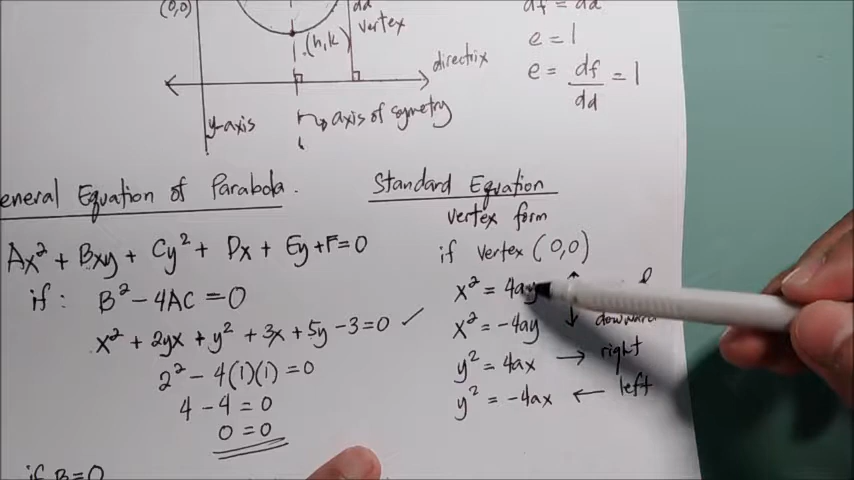 (0,0)
dd
vertex
(h,k)
directrix
y-axis
axis of symetry
e = 1
e = df/dd = 1
eneral Equation of Parabola.
Ax² + Bxy + Cy² + Dx + Ey + F = 0
if : B² - 4AC = 0
x² + 2yx + y² + 3x + 5y - 3 = 0 ✓
2² - 4(1)(1) = 0
4 - 4 = 0
0 = 0
if B = 0
Standard Equation
vertex form
if vertex (0,0)
x² = 4ay ↑
x² = -4ay ↓ downward
y² = 4ax → right
y² = -4ax ← left